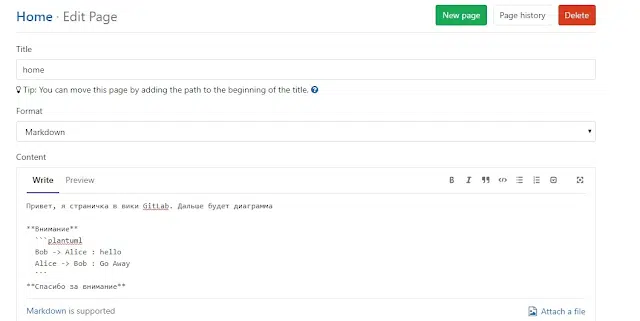 Home · Edit Page
New page
Page history
Delete
Title
home
Tip: You can move this page by adding the path to the beginning of the title.
Format
Markdown
Content
Write
Preview
Привет, я страничка в вики GitLab. Дальше будет диаграмма
**Внимание**
```plantuml
Bob -> Alice : hello
Alice -> Bob : Go Away
```
**Спасибо за внимание**
Markdown is supported
Attach a file